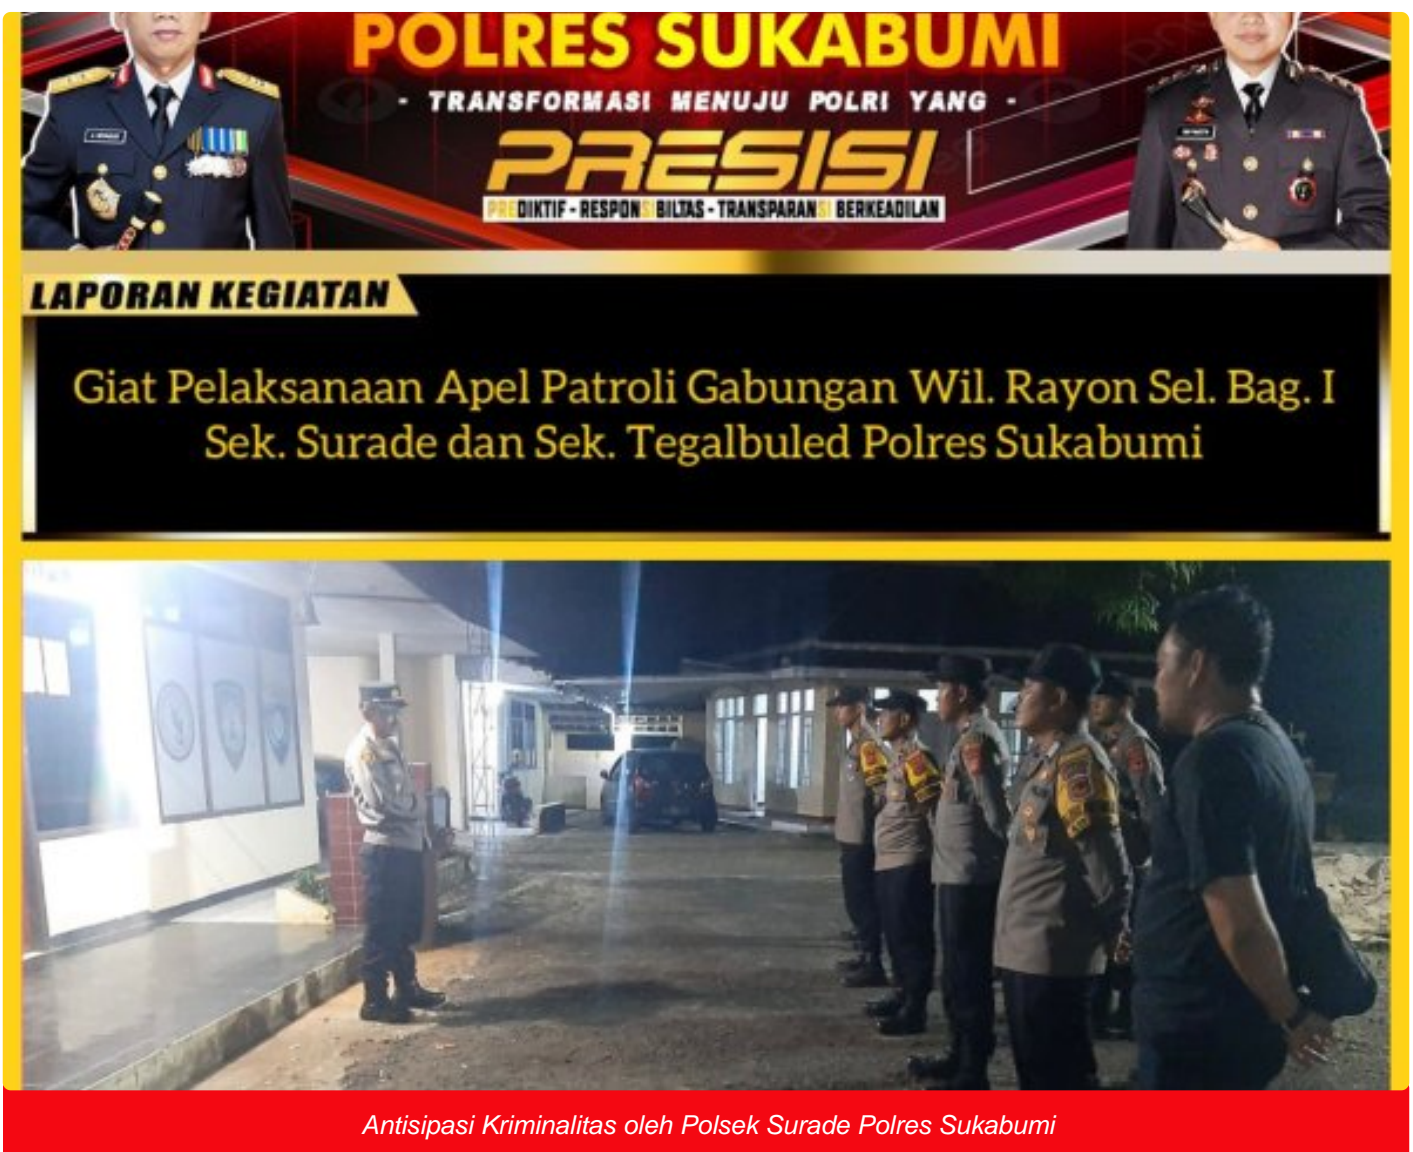 POLRES SUKABUMI
- TRANSFORMASI MENUJU POLRI YANG -
PRESISI
PREDIKTIF - RESPONSIBILTAS - TRANSPARANSI BERKEADILAN
LAPORAN KEGIATAN
Giat Pelaksanaan Apel Patroli Gabungan Wil. Rayon Sel. Bag. I
Sek. Surade dan Sek. Tegalbuled Polres Sukabumi
Antisipasi Kriminalitas oleh Polsek Surade Polres Sukabumi